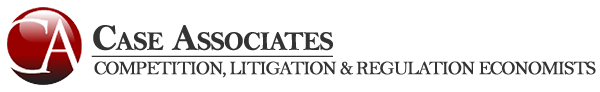 CA
CASE ASSOCIATES
COMPETITION, LITIGATION & REGULATION ECONOMISTS